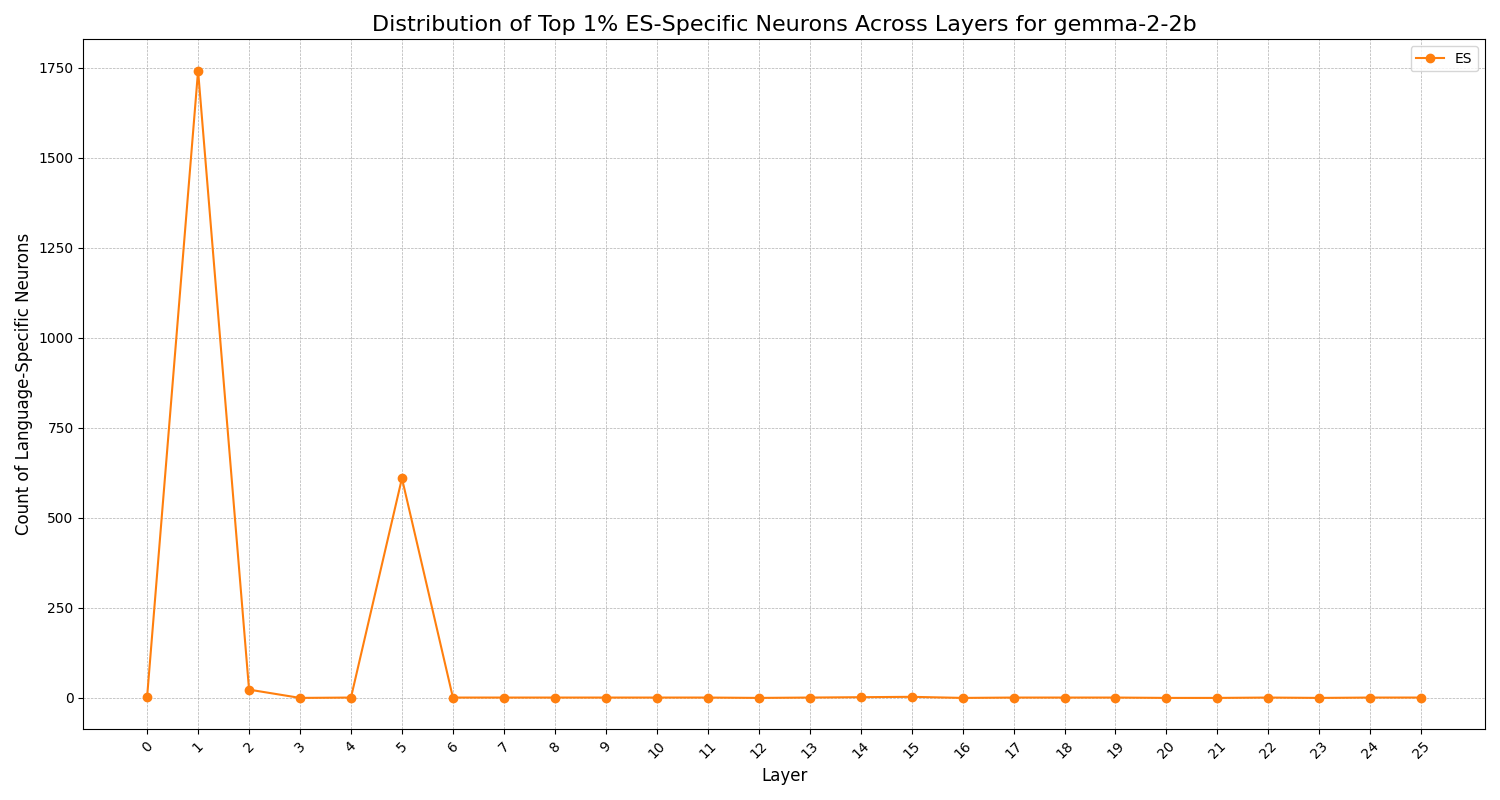 Distribution of Top 1% ES-Specific Neurons Across Layers for gemma-2-2b
ES
Count of Language-Specific Neurons
1750
1500
1250
1000
750
500
250
0
0 1 2 3 4 5 6 7 8 9 10 11 12 13 14 15 16 17 18 19 20 21 22 23 24 25
Layer